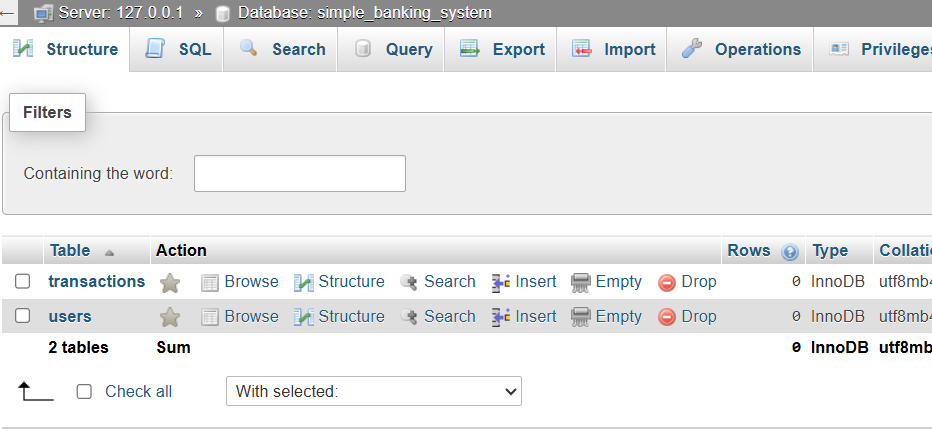 Server: 127.0.0.1 » Database: simple_banking_system
Structure SQL Search Query Export Import Operations Privileges
Filters
Containing the word:
Table Action Rows Type Collati
transactions Browse Structure Search Insert Empty Drop 0 InnoDB utf8mb4
users Browse Structure Search Insert Empty Drop 0 InnoDB utf8mb4
2 tables Sum 0 InnoDB utf8mb
Check all With selected: